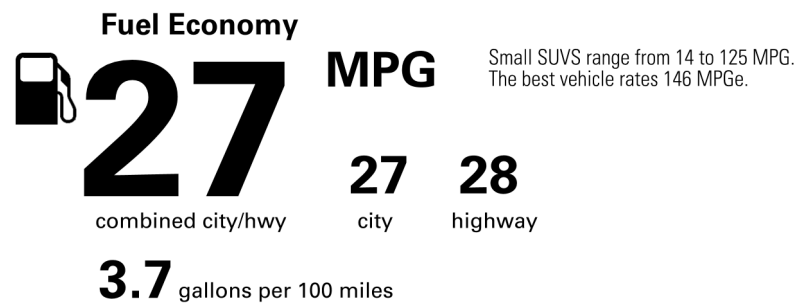 Fuel Economy
27 MPG
Small SUVS range from 14 to 125 MPG.
The best vehicle rates 146 MPGe.
combined city/hwy
27 city
28 highway
3.7 gallons per 100 miles